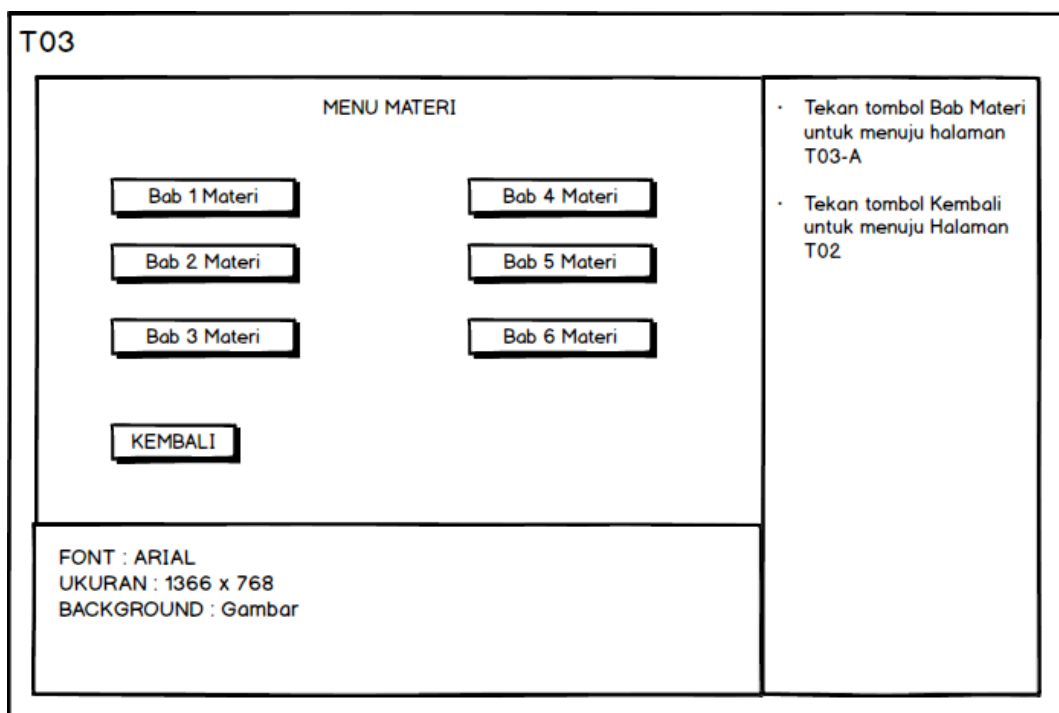 T03
MENU MATERI
Bab 1 Materi
Bab 4 Materi
Bab 2 Materi
Bab 5 Materi
Bab 3 Materi
Bab 6 Materi
KEMBALI
· Tekan tombol Bab Materi
untuk menuju halaman
T03-A
· Tekan tombol Kembali
untuk menuju Halaman
T02
FONT : ARIAL
UKURAN : 1366 x 768
BACKGROUND : Gambar